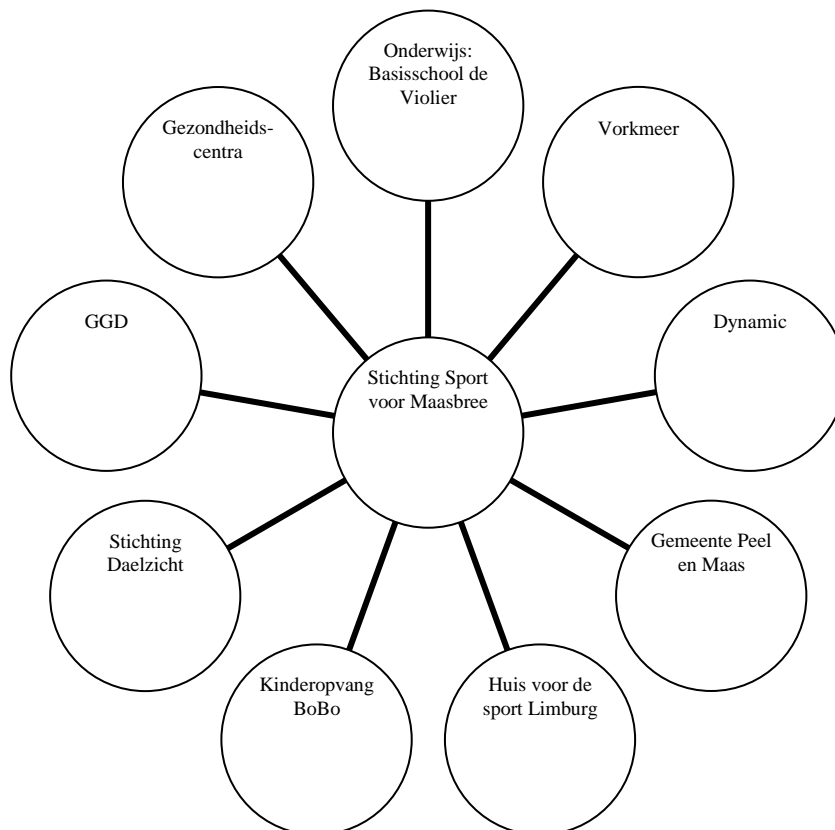 Onderwijs:
Basisschool de
Violier
Gezondheids-
centra
Vorkmeer
GGD
Dynamic
Stichting Sport
voor Maasbree
Stichting
Daelzicht
Gemeente Peel
en Maas
Kinderopvang
BoBo
Huis voor de
sport Limburg